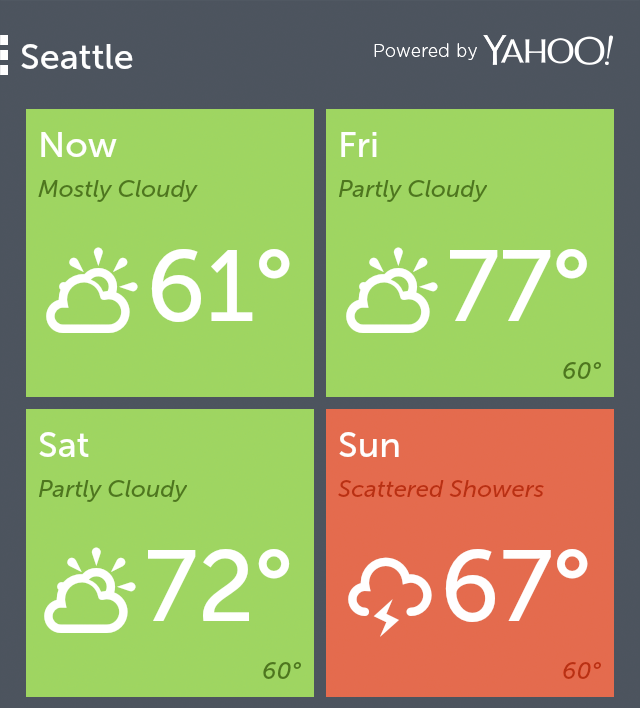 Seattle
Powered by YAHOO!
Now
Mostly Cloudy
61°
Fri
Partly Cloudy
77°
60°
Sat
Partly Cloudy
72°
60°
Sun
Scattered Showers
67°
60°